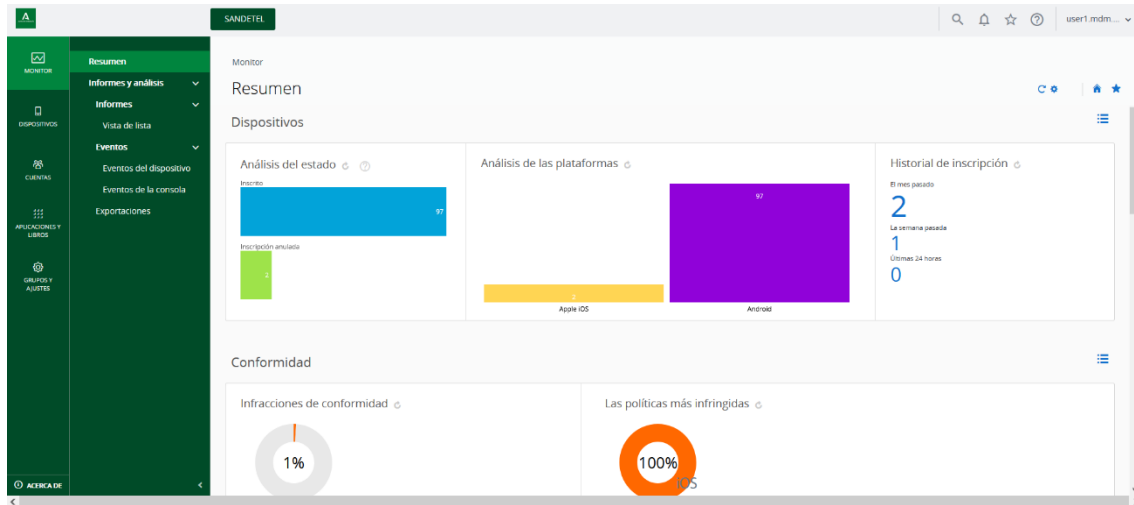 A
SANDETEL
user1.mdm...
MONITOR
DISPOSITIVOS
CUENTAS
APLICACIONES Y
LIBROS
GRUPOS Y
AJUSTES
ACERCA DE
Resumen
Informes y análisis
Informes
Vista de lista
Eventos
Eventos del dispositivo
Eventos de la consola
Exportaciones
Monitor
Resumen
Dispositivos
Análisis del estado
Inscrito
97
Inscripción anulada
2
Análisis de las plataformas
2
97
Apple iOS
Android
Historial de inscripción
El mes pasado
2
La semana pasada
1
Últimas 24 horas
0
Conformidad
Infracciones de conformidad
1%
Las políticas más infringidas
100%
iOS